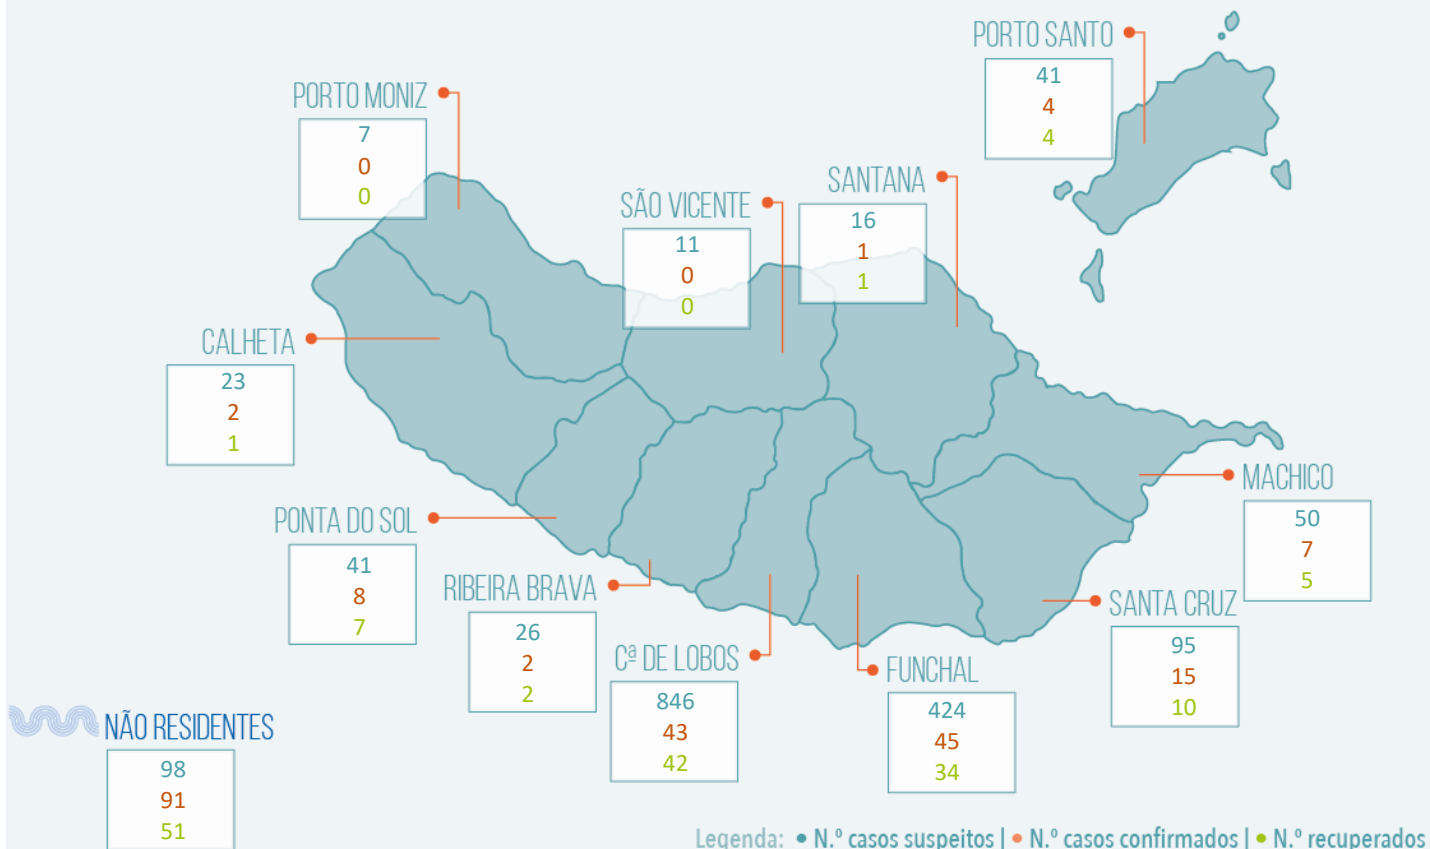 PORTO SANTO
41
4
4
PORTO MONIZ
7
0
0
SANTANA
16
1
1
SÃO VICENTE
11
0
0
CALHETA
23
2
1
MACHICO
50
7
5
PONTA DO SOL
41
8
7
RIBEIRA BRAVA
26
2
2
SANTA CRUZ
95
15
10
Cª DE LOBOS
846
43
42
FUNCHAL
424
45
34
NÃO RESIDENTES
98
91
51
Legenda: • N.º casos suspeitos | • N.º casos confirmados | • N.º recuperados